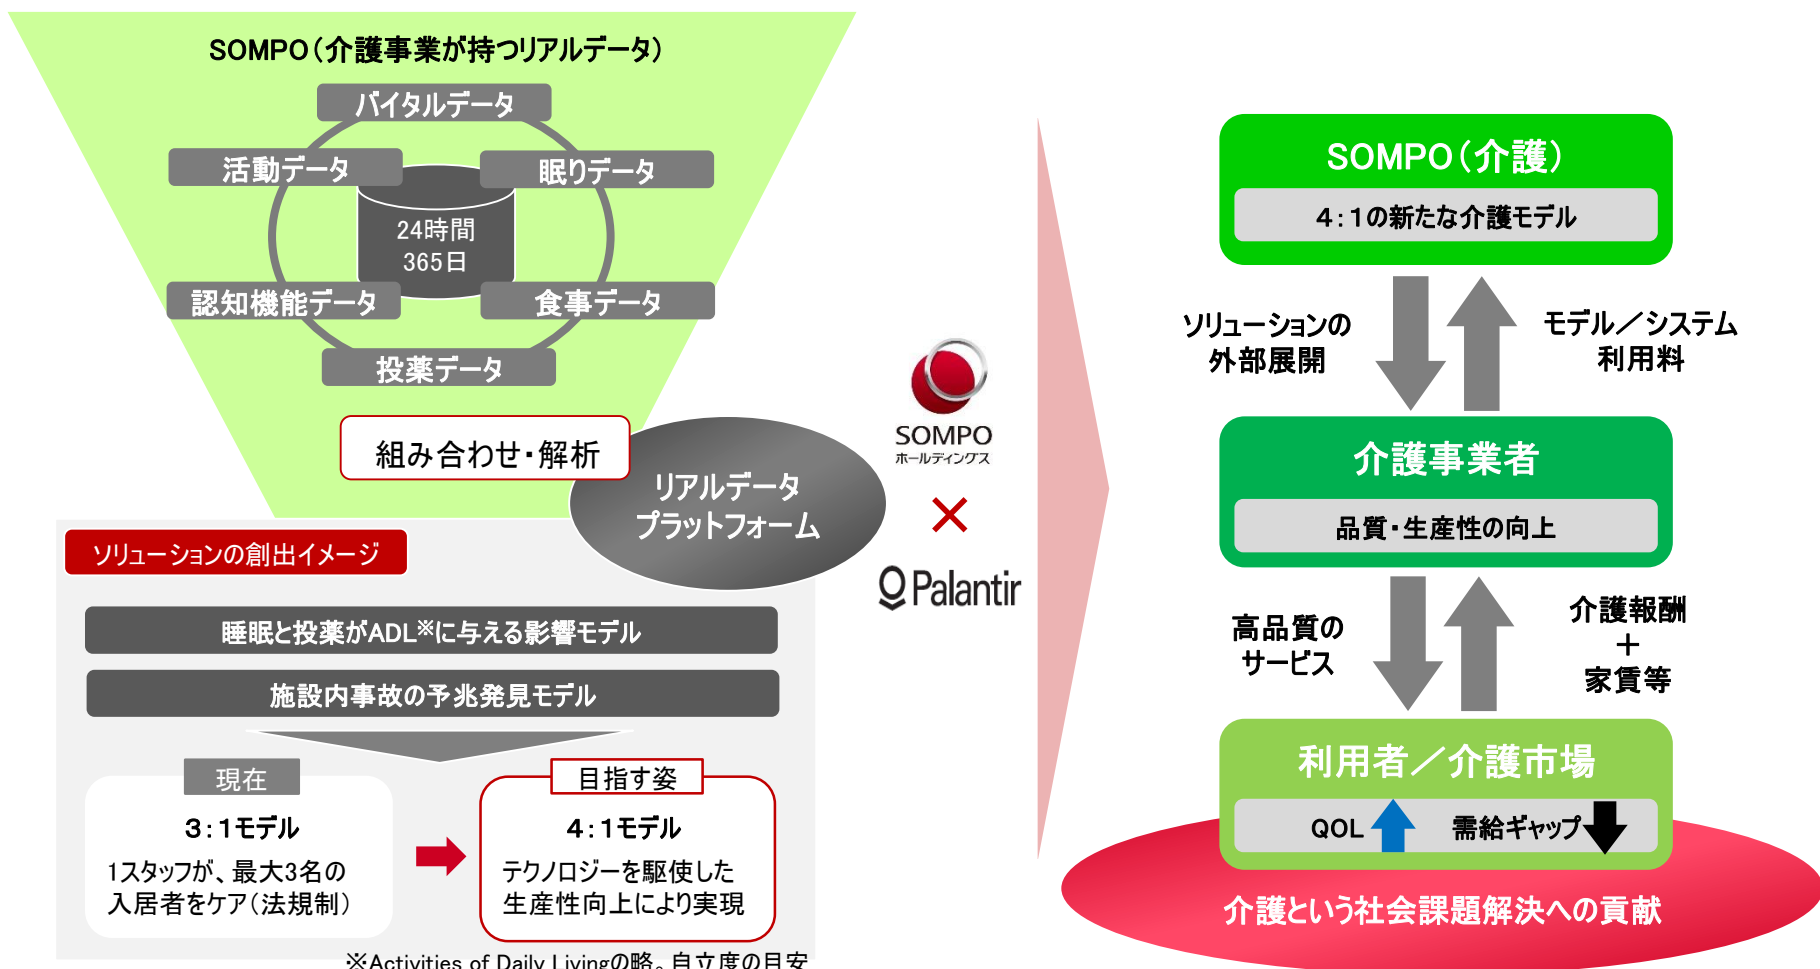 SOMPO（介護事業が持つリアルデータ）
バイタルデータ
活動データ
眠りデータ
24時間
365日
認知機能データ
食事データ
投薬データ
組み合わせ・解析
リアルデータ
プラットフォーム
ソリューションの創出イメージ
睡眠と投薬がADL※に与える影響モデル
施設内事故の予兆発見モデル
現在
3：1モデル
1スタッフが、最大3名の
入居者をケア（法規制）
目指す姿
4：1モデル
テクノロジーを駆使した
生産性向上により実現
※Activities of Daily Livingの略。自立度の目安
SOMPO
ホールディングス
×
Palantir
SOMPO（介護）
4：1の新たな介護モデル
ソリューションの
外部展開
モデル／システム
利用料
介護事業者
品質・生産性の向上
高品質の
サービス
介護報酬
＋
家賃等
利用者／介護市場
QOL
需給ギャップ
介護という社会課題解決への貢献